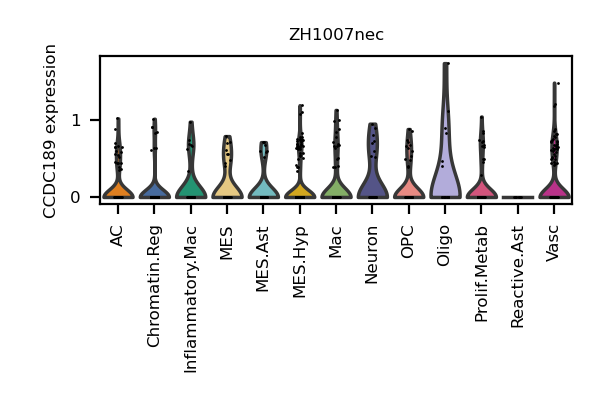 ZH1007nec
CCDC189 expression
1
0
AC
Chromatin.Reg
Inflammatory.Mac
MES
MES.Ast
MES.Hyp
Mac
Neuron
OPC
Oligo
Prolif.Metab
Reactive.Ast
Vasc